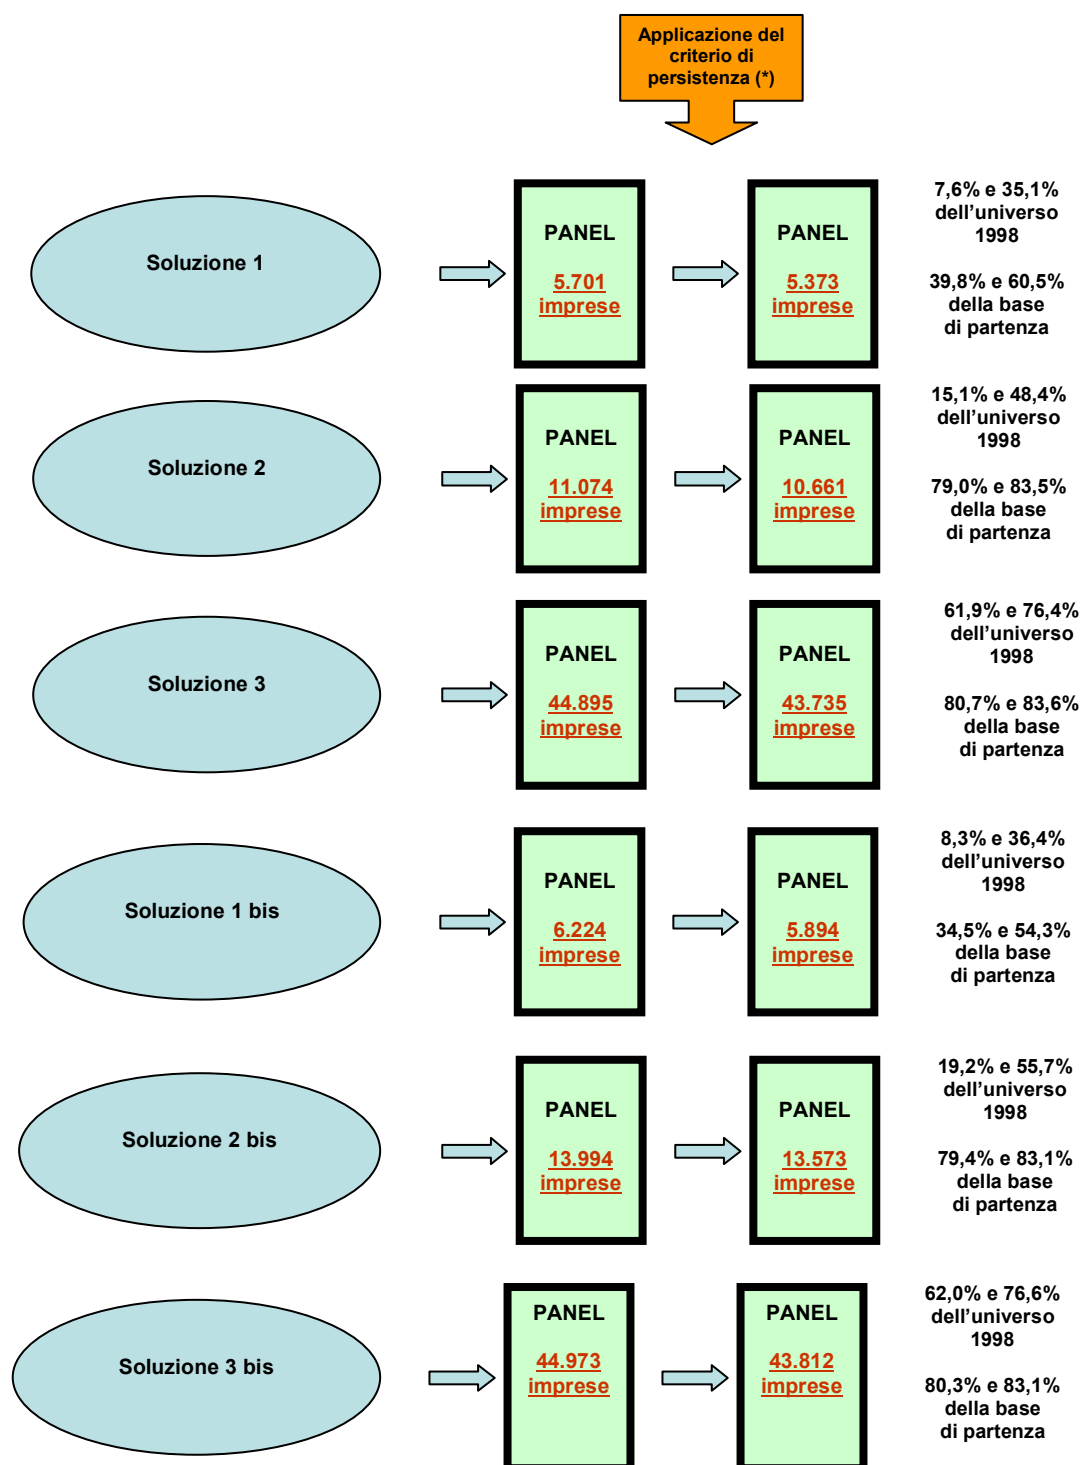 Applicazione del
criterio di
persistenza (*)
Soluzione 1
PANEL
5.701
imprese
PANEL
5.373
imprese
7,6% e 35,1%
dell'universo
1998
39,8% e 60,5%
della base
di partenza
Soluzione 2
PANEL
11.074
imprese
PANEL
10.661
imprese
15,1% e 48,4%
dell'universo
1998
79,0% e 83,5%
della base
di partenza
Soluzione 3
PANEL
44.895
imprese
PANEL
43.735
imprese
61,9% e 76,4%
dell'universo
1998
80,7% e 83,6%
della base
di partenza
Soluzione 1 bis
PANEL
6.224
imprese
PANEL
5.894
imprese
8,3% e 36,4%
dell'universo
1998
34,5% e 54,3%
della base
di partenza
Soluzione 2 bis
PANEL
13.994
imprese
PANEL
13.573
imprese
19,2% e 55,7%
dell'universo
1998
79,4% e 83,1%
della base
di partenza
Soluzione 3 bis
PANEL
44.973
imprese
PANEL
43.812
imprese
62,0% e 76,6%
dell'universo
1998
80,3% e 83,1%
della base
di partenza